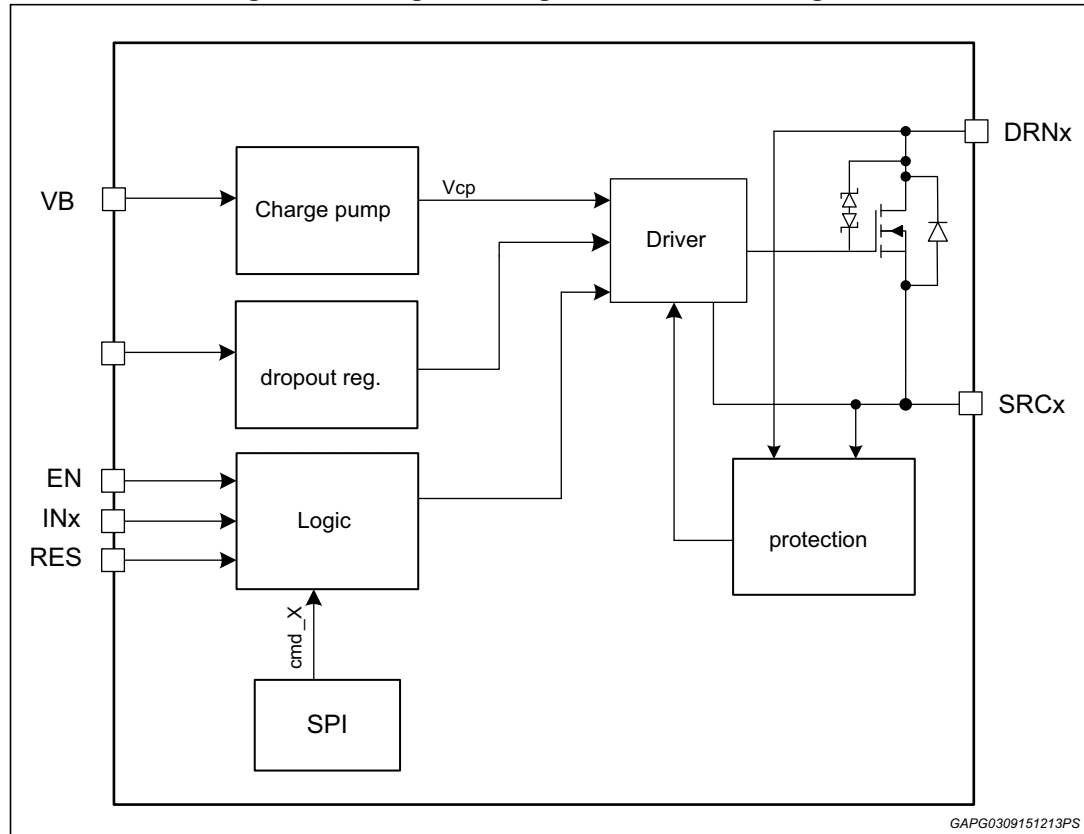 DRNx
VB
Charge pump
Vcp
Driver
dropout reg.
SRCx
EN
INx
RES
Logic
protection
cmd_X
SPI
GAPG0309151213PS